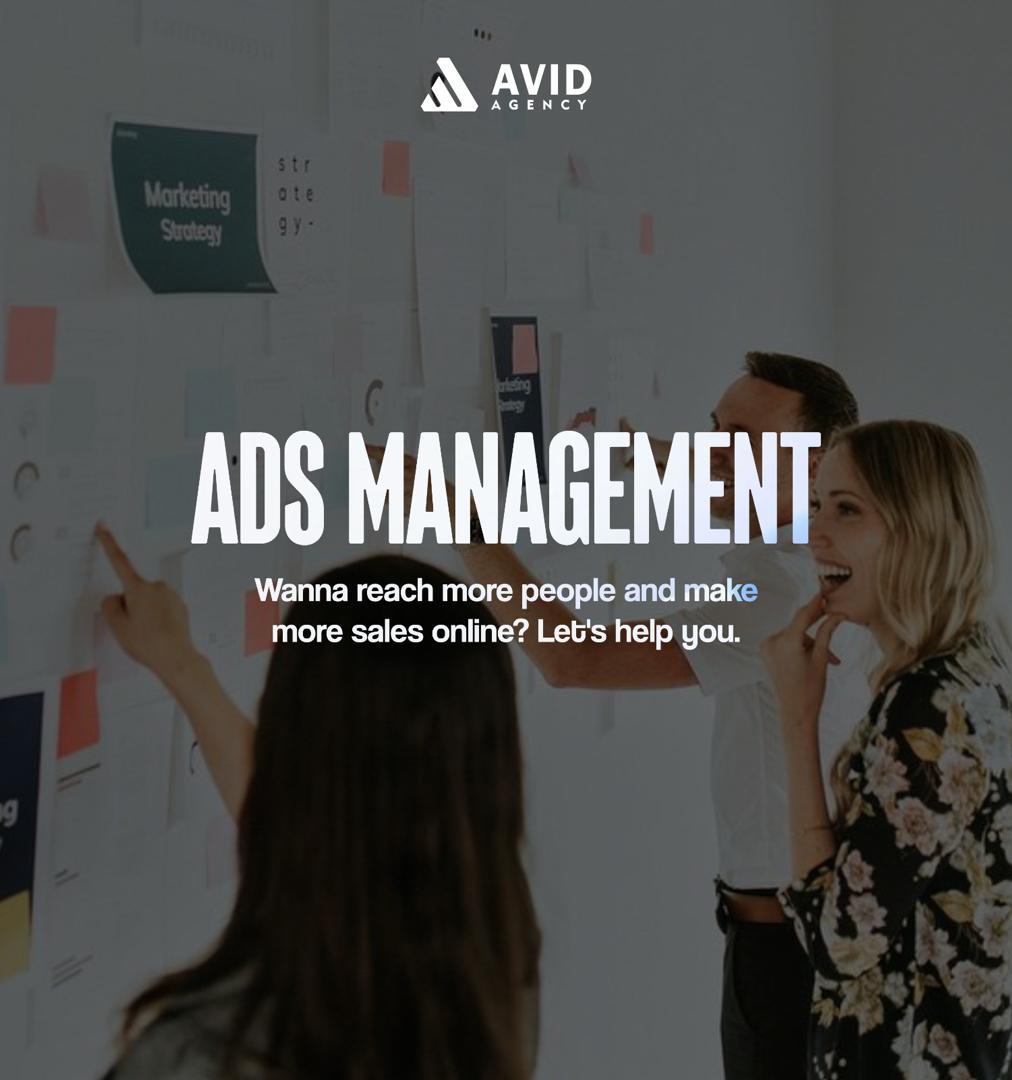 AVID
AGENCY
Marketing
Strategy
str
ate
gy-
Strategy
ADS MANAGEMENT
Wanna reach more people and make
more sales online? Let's help you.